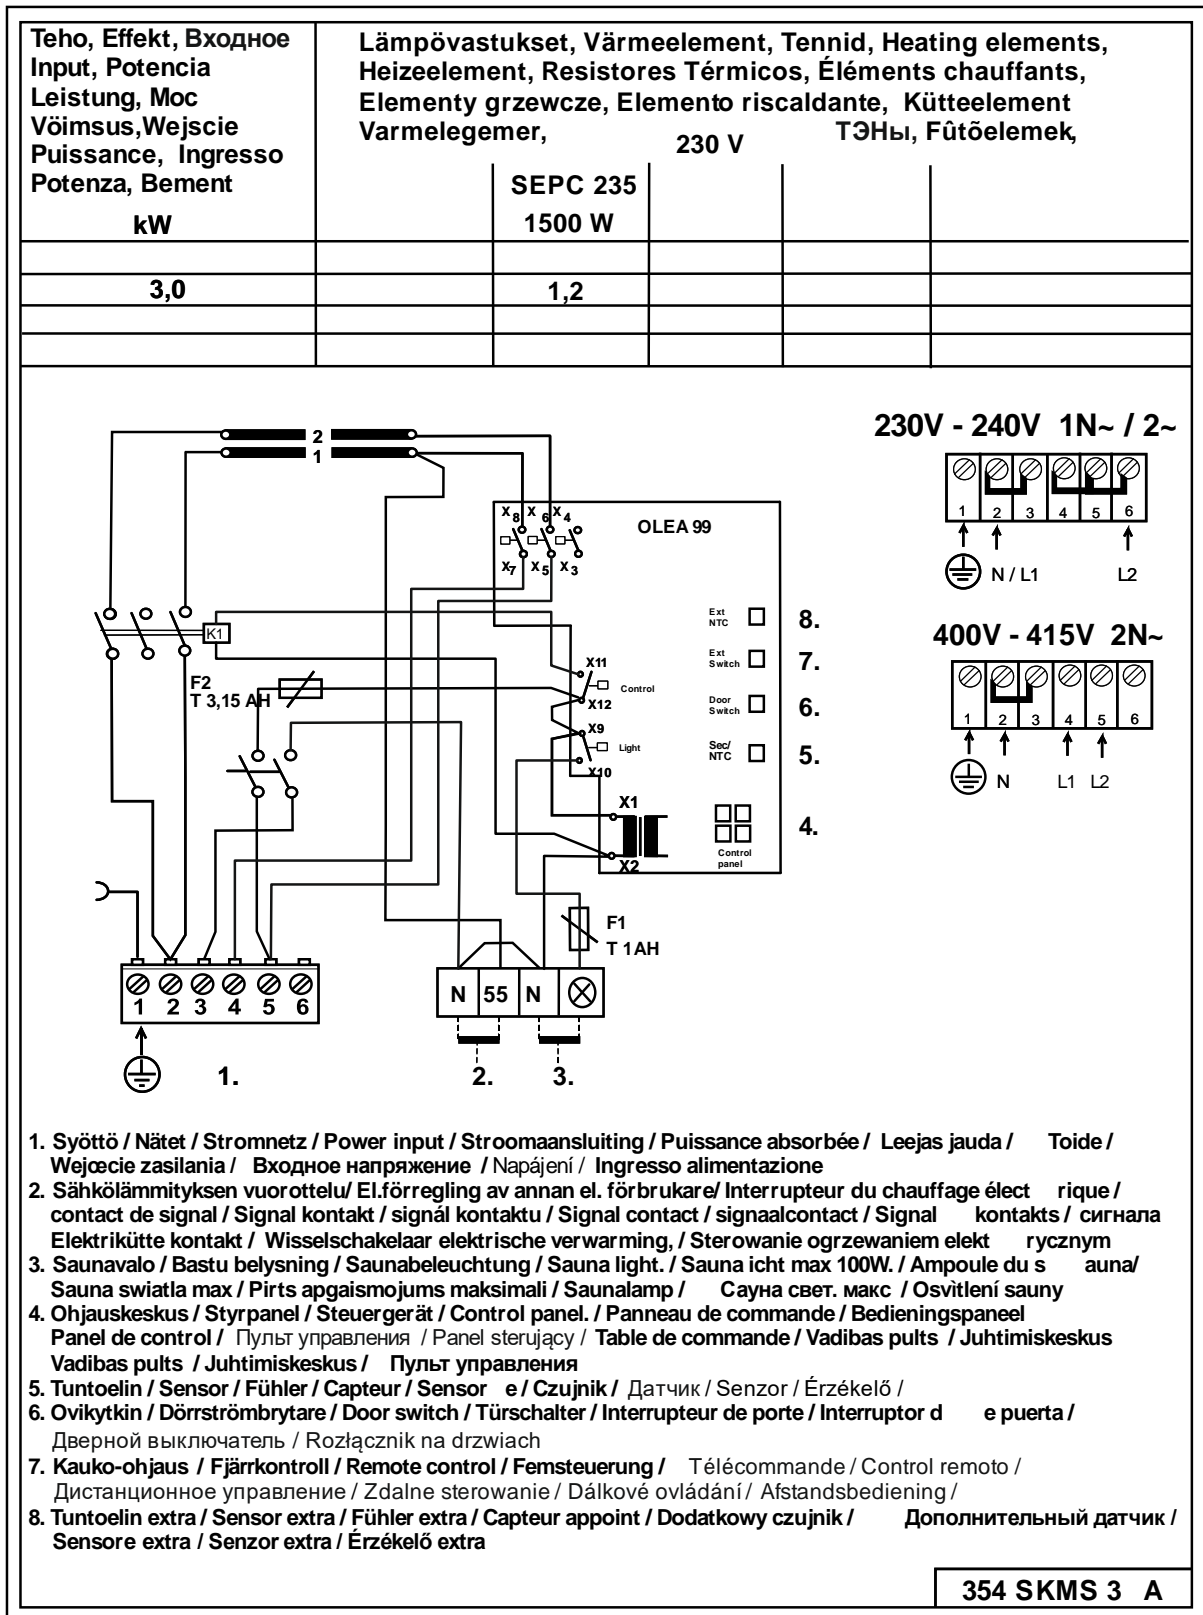 Teho, Effekt, Входное
Input, Potencia
Leistung, Moc
Vöimsus,Wejscie
Puissance, Ingresso
Potenza, Bement
kW
Lämpövastukset, Värmeelement, Tennid, Heating elements,
Heizeelement, Resistores Térmicos, Éléments chauffants,
Elementy grzewcze, Elemento riscaldante, Kütteelement
Varmelegemer, 230 V ТЭНы, Fûtõelemek,
SEPC 235
1500 W
3,0 1,2
2
1
X8 X6 X4
OLEA 99
X7 X5 X3
K1
F2
T 3,15 AH
X11
Control
X12
X9
Light
X10
X1
X2
Ext
NTC
8.
Ext
Switch
7.
Door
Switch
6.
Sec/
NTC
5.
4.
Control
panel
F1
T 1AH
1 2 3 4 5 6
N 55 N
1. 2. 3.
230V - 240V 1N~ / 2~
1 2 3 4 5 6
N / L1 L2
400V - 415V 2N~
1 2 3 4 5 6
N L1 L2
1. Syöttö / Nätet / Stromnetz / Power input / Stroomaansluiting / Puissance absorbée / Leejas jauda / Toide /
Wejœcie zasilania / Входное напряжение / Napájení / Ingresso alimentazione
2. Sähkölämmityksen vuorottelu/ El.förregling av annan el. förbrukare/ Interrupteur du chauffage élect rique /
contact de signal / Signal kontakt / signál kontaktu / Signal contact / signaalcontact / Signal kontakts / сигнала
Elektrikütte kontakt / Wisselschakelaar elektrische verwarming, / Sterowanie ogrzewaniem elekt rycznym
3. Saunavalo / Bastu belysning / Saunabeleuchtung / Sauna light. / Sauna icht max 100W. / Ampoule du s auna/
Sauna swiatla max / Pirts apgaismojums maksimali / Saunalamp / Сауна свет. макс / Osvìtlení sauny
4. Ohjauskeskus / Styrpanel / Steuergerät / Control panel. / Panneau de commande / Bedieningspaneel
Panel de control / Пульт управления / Panel sterujący / Table de commande / Vadibas pults / Juhtimiskeskus
Vadibas pults / Juhtimiskeskus / Пульт управления
5. Tuntoelin / Sensor / Fühler / Capteur / Sensor e / Czujnik / Датчик / Senzor / Érzékelő /
6. Ovikytkin / Dörrströmbrytare / Door switch / Türschalter / Interrupteur de porte / Interruptor d e puerta /
Дверной выключатель / Rozłącznik na drzwiach
7. Kauko-ohjaus / Fjärrkontroll / Remote control / Femsteuerung / Télécommande / Control remoto /
Дистанционное управление / Zdalne sterowanie / Dálkové ovládání / Afstandsbediening /
8. Tuntoelin extra / Sensor extra / Fühler extra / Capteur appoint / Dodatkowy czujnik / Дополнительный датчик /
Sensore extra / Senzor extra / Érzékelő extra
354 SKMS 3 A